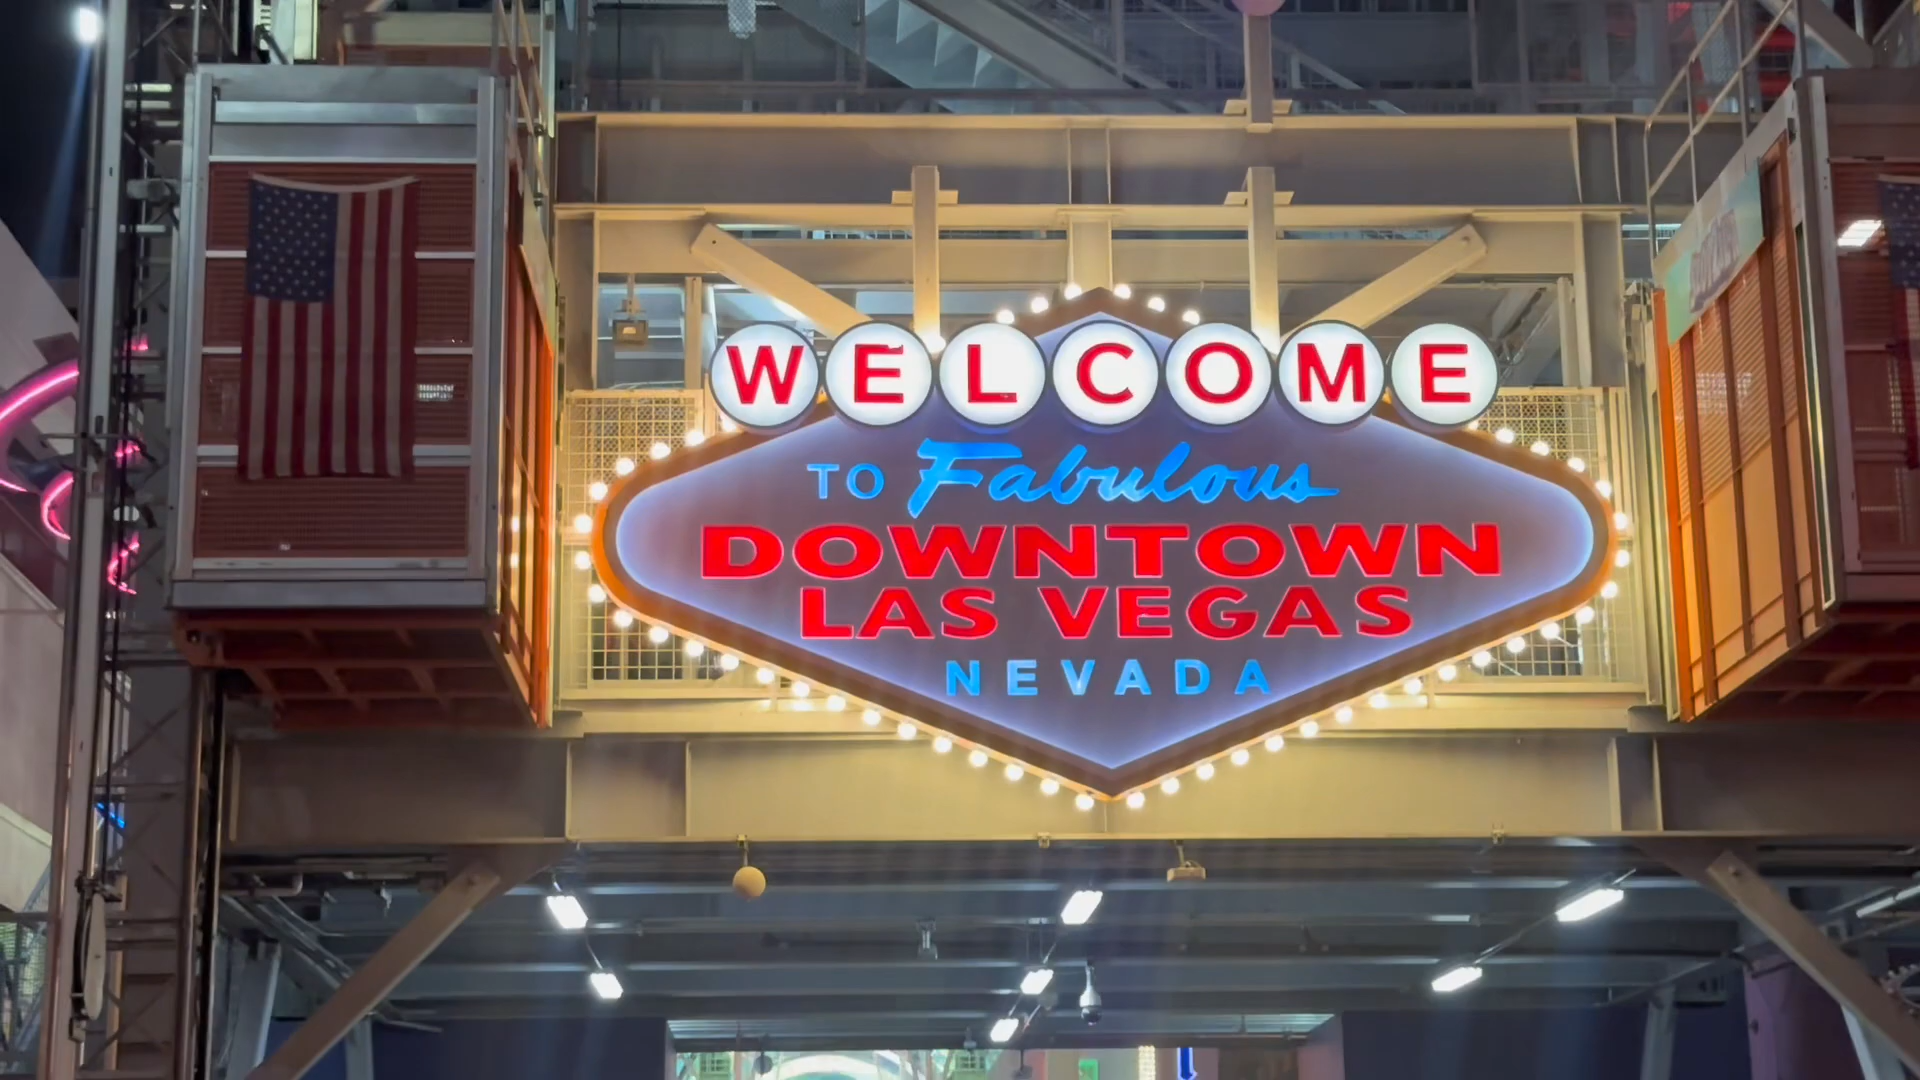 WELCOME
TO Fabulous
DOWNTOWN
LAS VEGAS
NEVADA